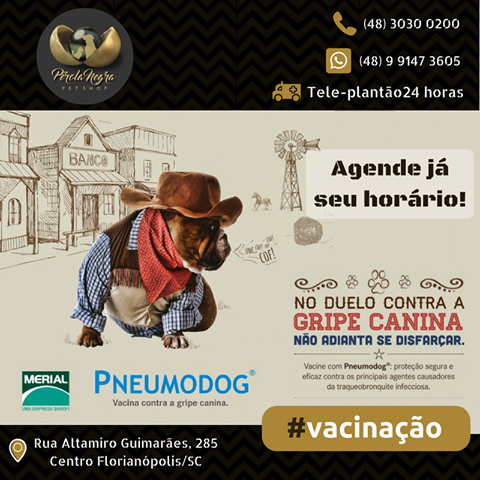 PérolaNegra
PETSHOP
(48) 3030 0200
(48) 9 9147 3605
Tele-plantão24 horas
BANCO
Agende já
seu horário!
COF!
NO DUELO CONTRA A
GRIPE CANINA
NÃO ADIANTA SE DISFARÇAR.
Vacine com Pneumodog®: proteção segura e
eficaz contra os principais agentes causadores
da traqueobronquite infecciosa.
MERIAL
UMA EMPRESA SANOFI
PNEUMODOG®
Vacina contra a gripe canina.
#vacinação
Rua Altamiro Guimarães, 285
Centro Florianópolis/SC